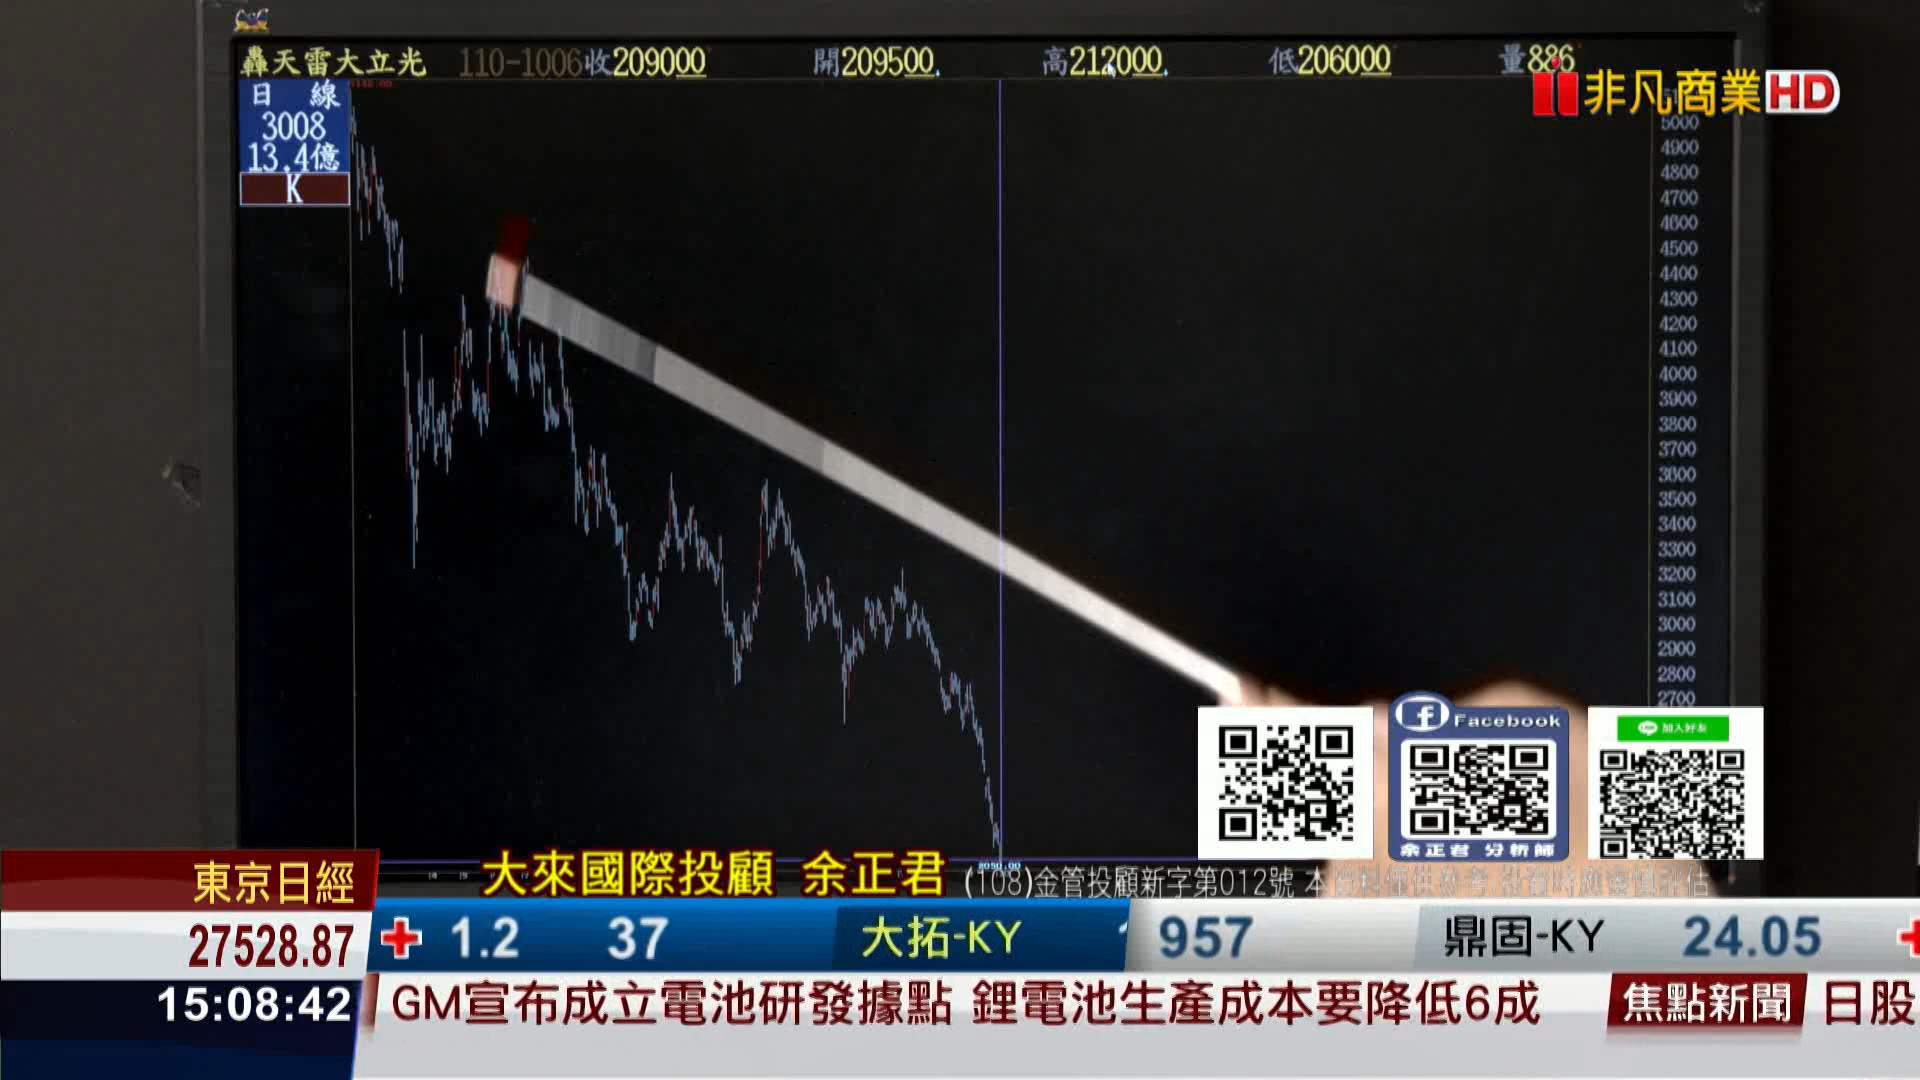 轟天雷大立光 110-1006收209000 開209500 高212000 低206000 量886
非凡商業HD
日 線
3008
13.4億
K
5000
4900
4800
4700
4600
4500
4400
4300
4200
4100
4000
3900
3800
3700
3600
3500
3400
3300
3200
3100
3000
2900
2800
2700
Facebook
余正君 分析師
加入好友
大來國際投顧 余正君
(108)金管投顧新字第012號
東京日經
27528.87
1.2 37 大拓-KY 957 鼎固-KY 24.05
15:08:42
GM宣布成立電池研發據點 鋰電池生產成本要降低6成 焦點新聞 日股